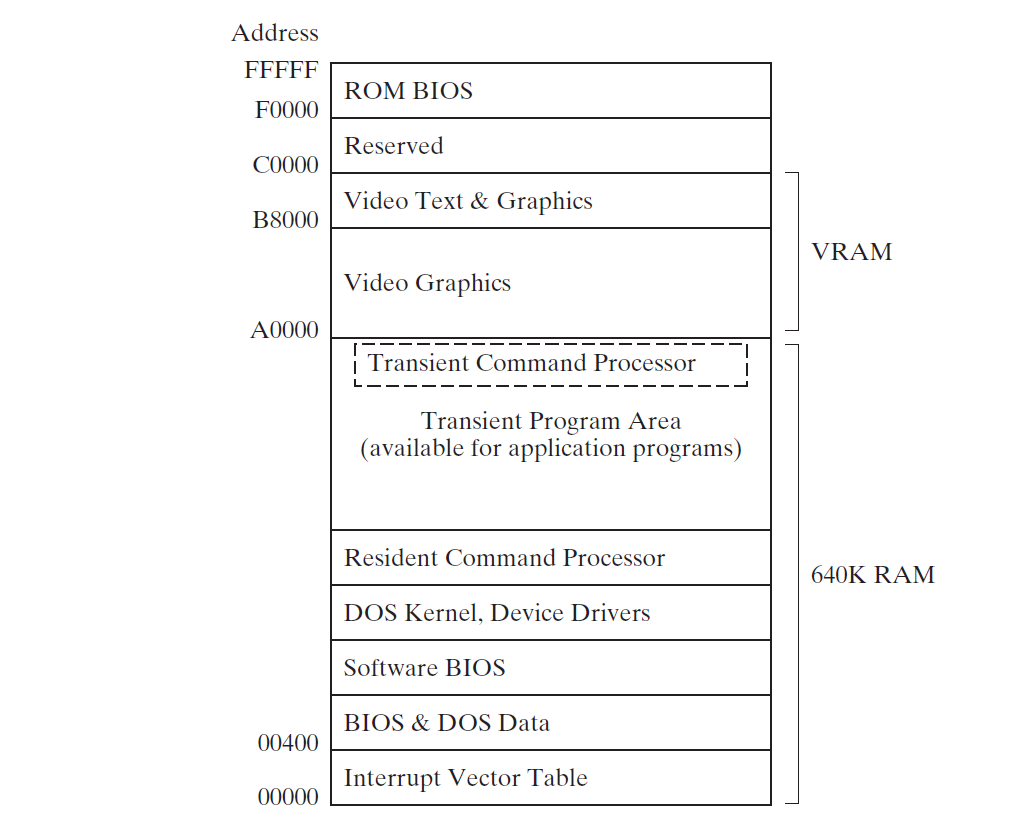 Address
FFFFF
ROM BIOS
F0000
Reserved
C0000
Video Text & Graphics
B8000
VRAM
Video Graphics
A0000
Transient Command Processor
Transient Program Area
(available for application programs)
Resident Command Processor
640K RAM
DOS Kernel, Device Drivers
Software BIOS
BIOS & DOS Data
00400
Interrupt Vector Table
00000